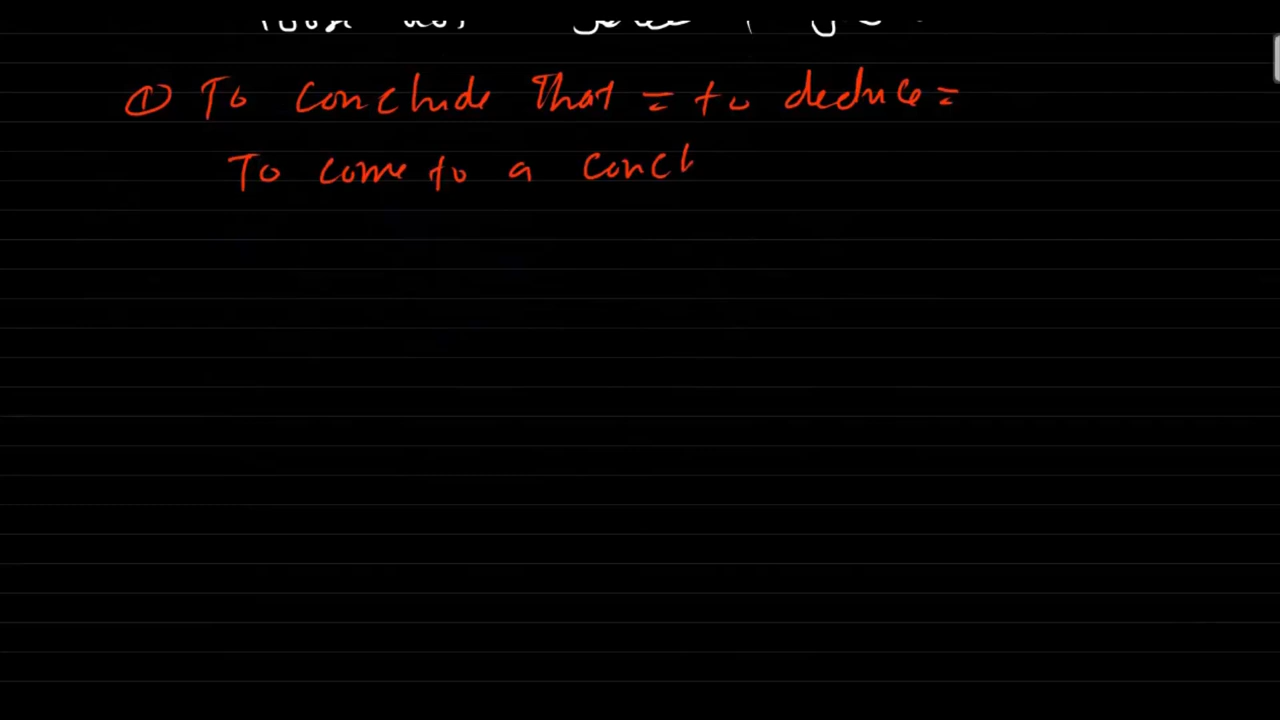 ① To conclude that = to deduce =
To come to a concl